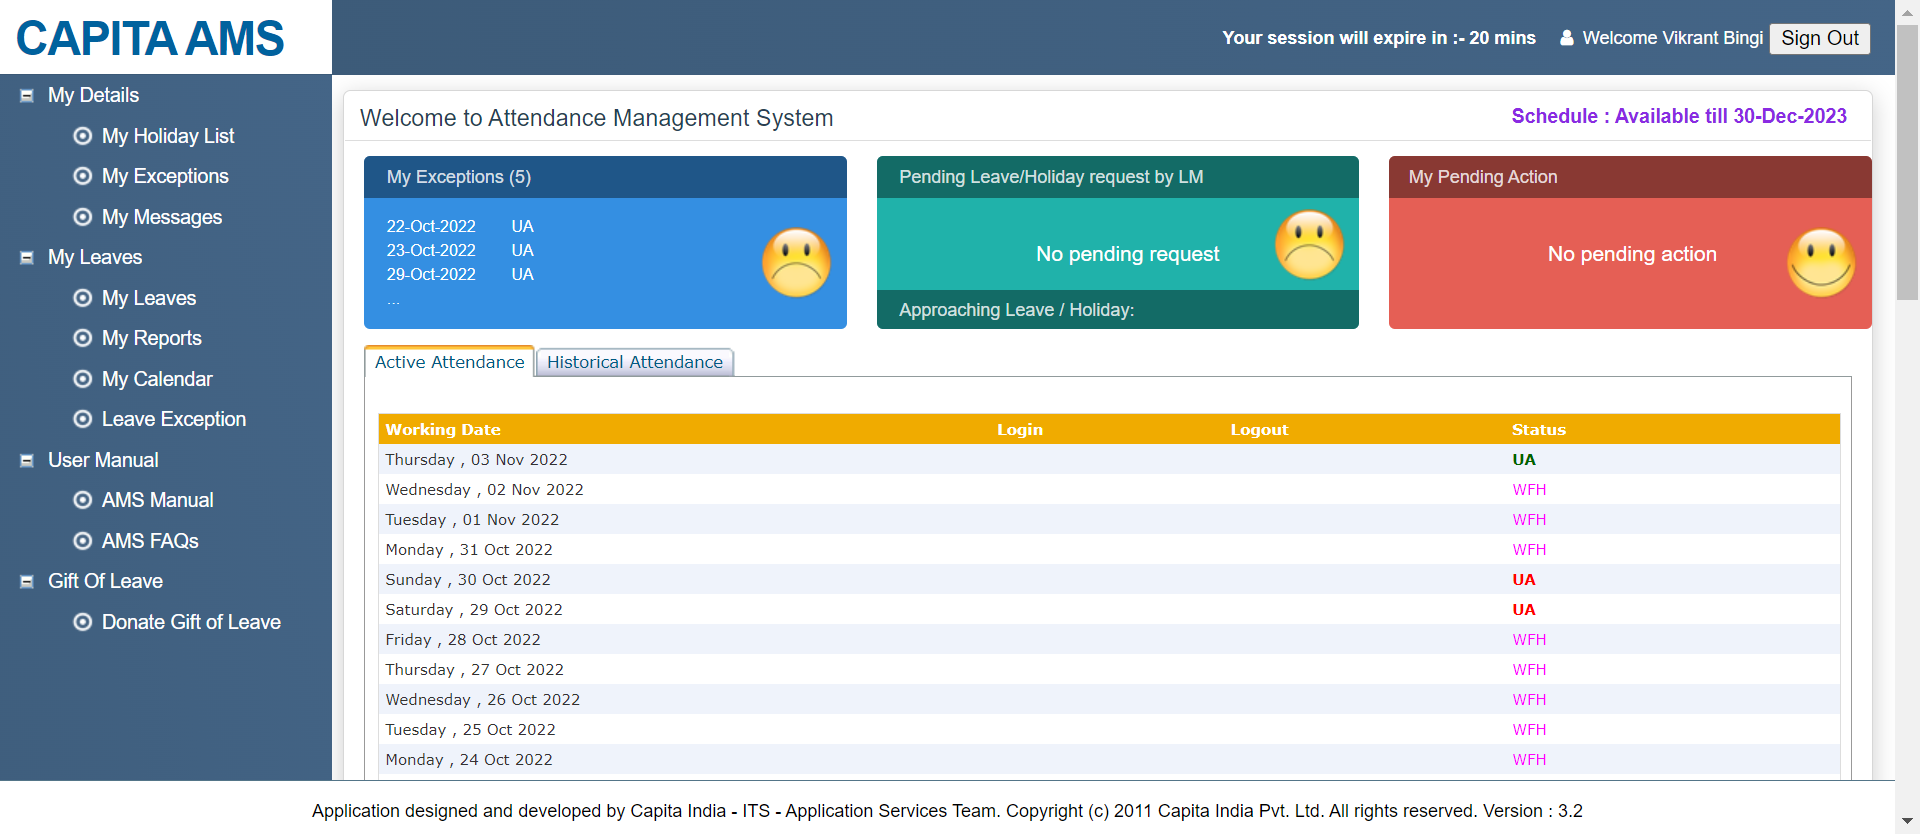 CAPITA AMS
Your session will expire in :- 20 mins
Welcome Vikrant Bingi
Sign Out
My Details
My Holiday List
My Exceptions
My Messages
My Leaves
My Leaves
My Reports
My Calendar
Leave Exception
User Manual
AMS Manual
AMS FAQs
Gift Of Leave
Donate Gift of Leave
Welcome to Attendance Management System
Schedule : Available till 30-Dec-2023
My Exceptions (5)
22-Oct-2022 UA
23-Oct-2022 UA
29-Oct-2022 UA
...
Pending Leave/Holiday request by LM
No pending request
Approaching Leave / Holiday:
My Pending Action
No pending action
Active Attendance
Historical Attendance
Working Date Login Logout Status
Thursday , 03 Nov 2022 UA
Wednesday , 02 Nov 2022 WFH
Tuesday , 01 Nov 2022 WFH
Monday , 31 Oct 2022 WFH
Sunday , 30 Oct 2022 UA
Saturday , 29 Oct 2022 UA
Friday , 28 Oct 2022 WFH
Thursday , 27 Oct 2022 WFH
Wednesday , 26 Oct 2022 WFH
Tuesday , 25 Oct 2022 WFH
Monday , 24 Oct 2022 WFH
Application designed and developed by Capita India - ITS - Application Services Team. Copyright (c) 2011 Capita India Pvt. Ltd. All rights reserved. Version : 3.2